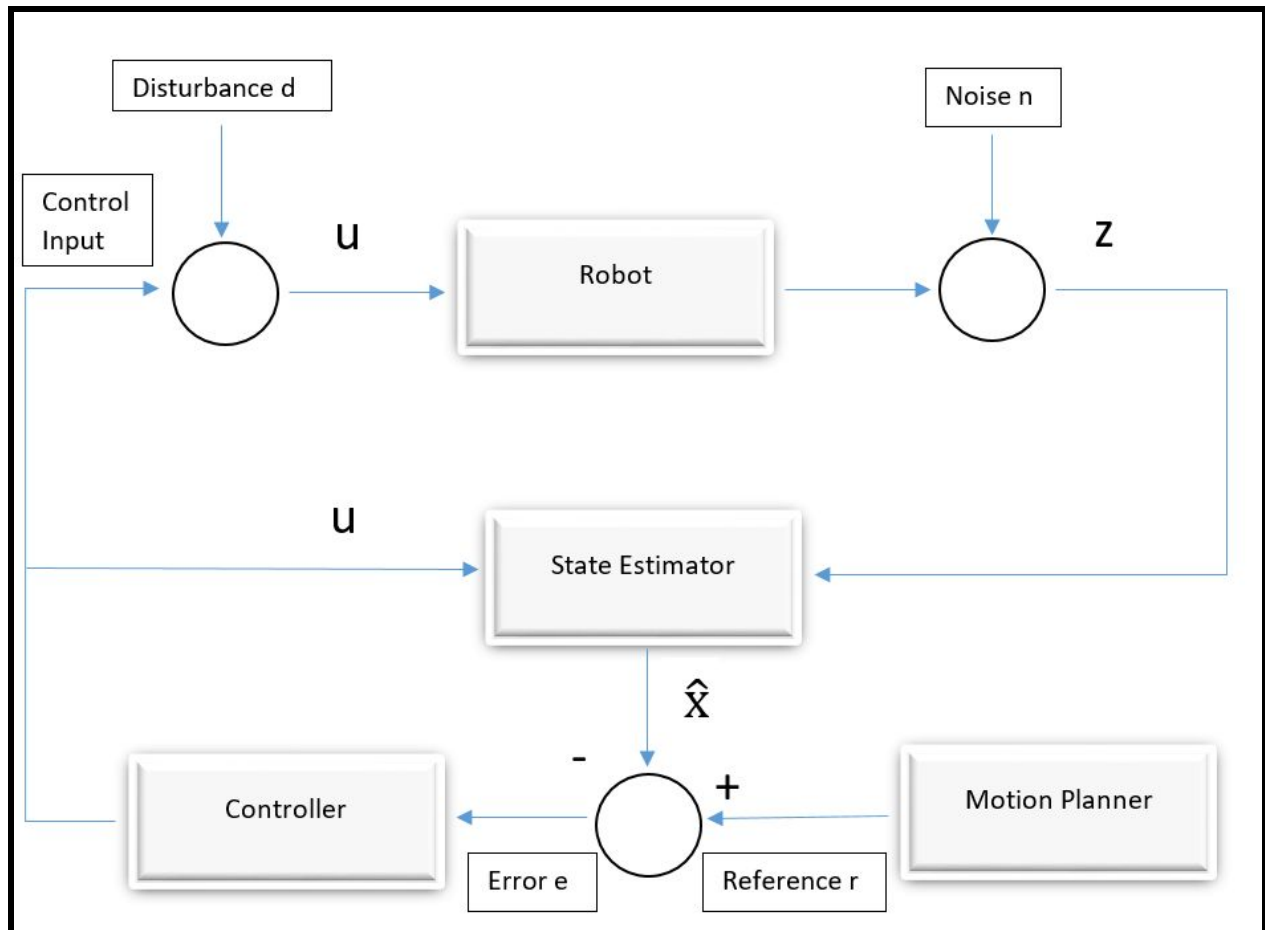 Disturbance d
Noise n
Control
Input
u
Robot
z
u
State Estimator
x̂
-
+
Controller
Motion Planner
Error e
Reference r